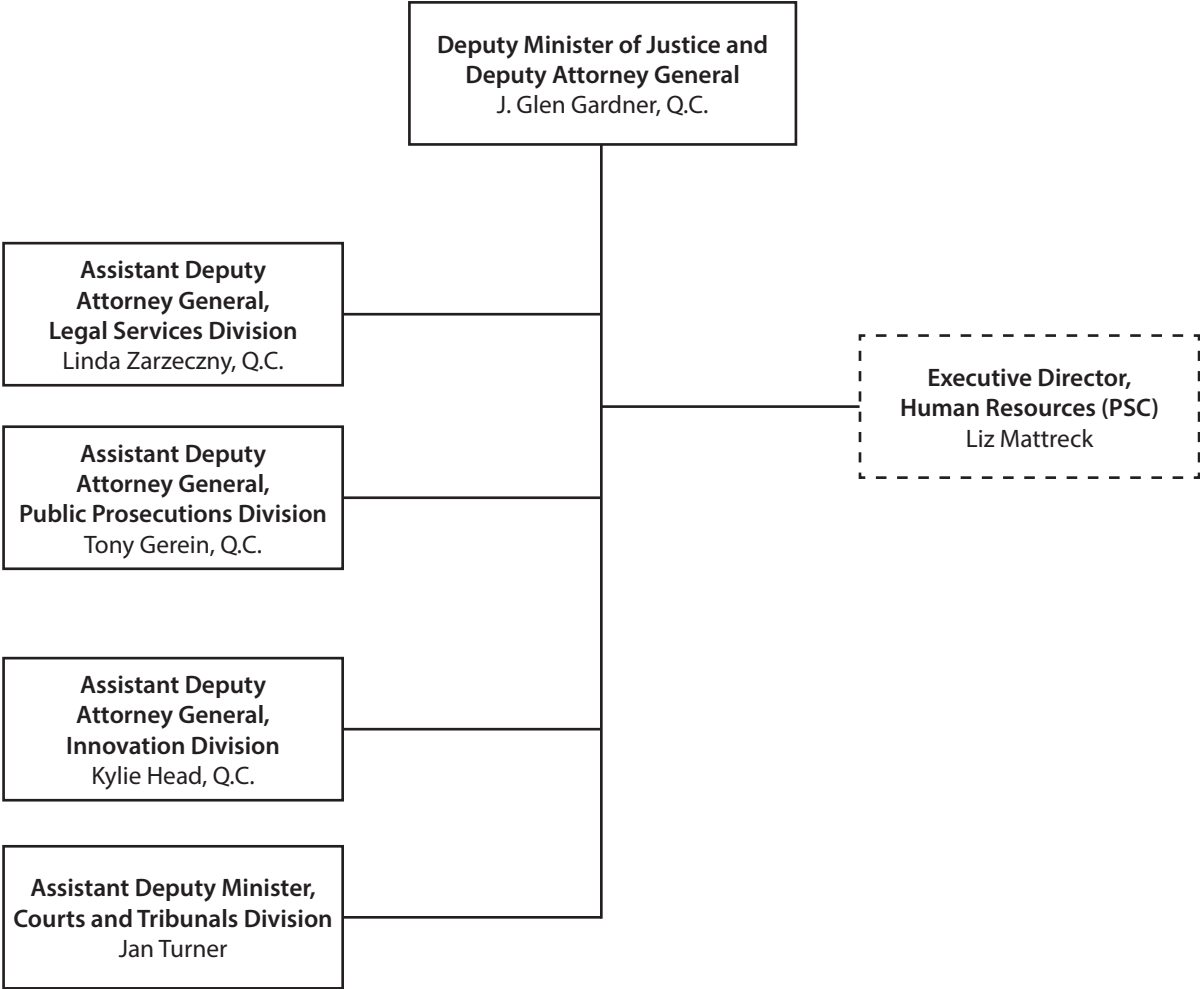 Deputy Minister of Justice and
Deputy Attorney General
J. Glen Gardner, Q.C.
Assistant Deputy
Attorney General,
Legal Services Division
Linda Zarzeczny, Q.C.
Executive Director,
Human Resources (PSC)
Liz Mattreck
Assistant Deputy
Attorney General,
Public Prosecutions Division
Tony Gerein, Q.C.
Assistant Deputy
Attorney General,
Innovation Division
Kylie Head, Q.C.
Assistant Deputy Minister,
Courts and Tribunals Division
Jan Turner